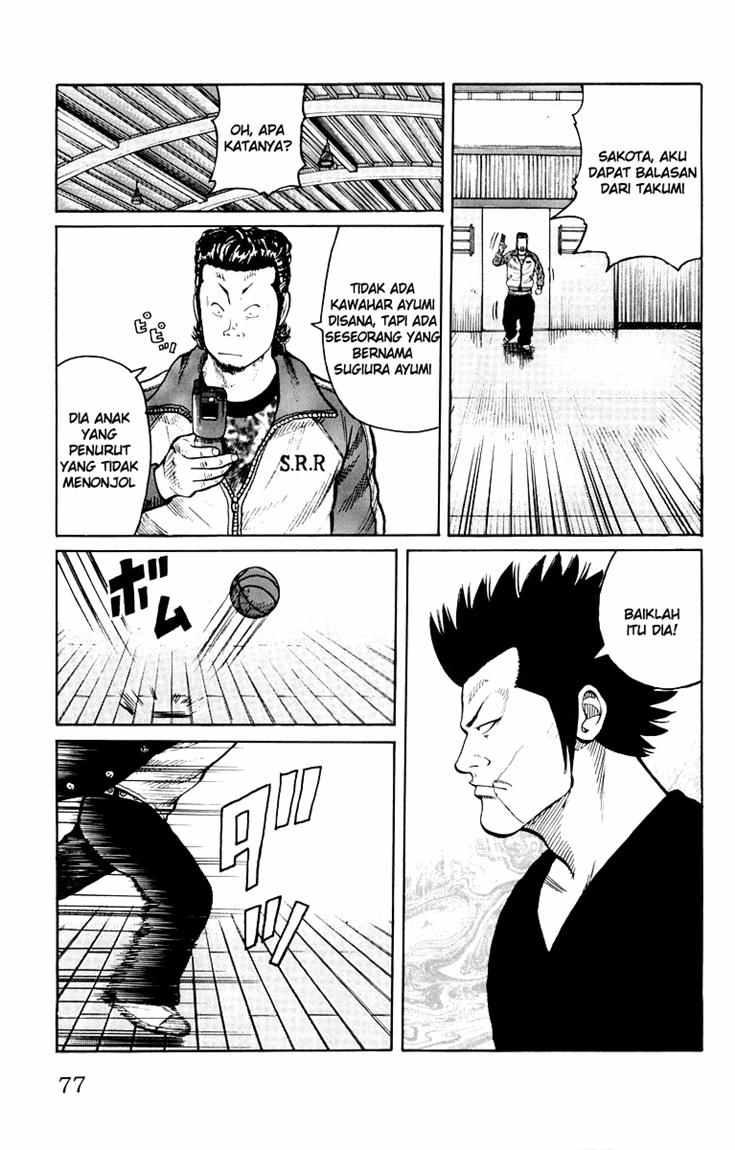 SAKOTA, AKU
DAPAT BALASAN
DARI TAKUMI
OH, APA
KATANYA?
TIDAK ADA
KAWAHAR AYUMI
DISANA, TAPI ADA
SESEORANG YANG
BERNAMA
SUGIURA AYUMI
ピピッ
S.R.R
DIA ANAK
YANG
PENURUT
YANG TIDAK
MENONJOL
BAIKLAH
ITU DIA!
ボム
ダッッ
77